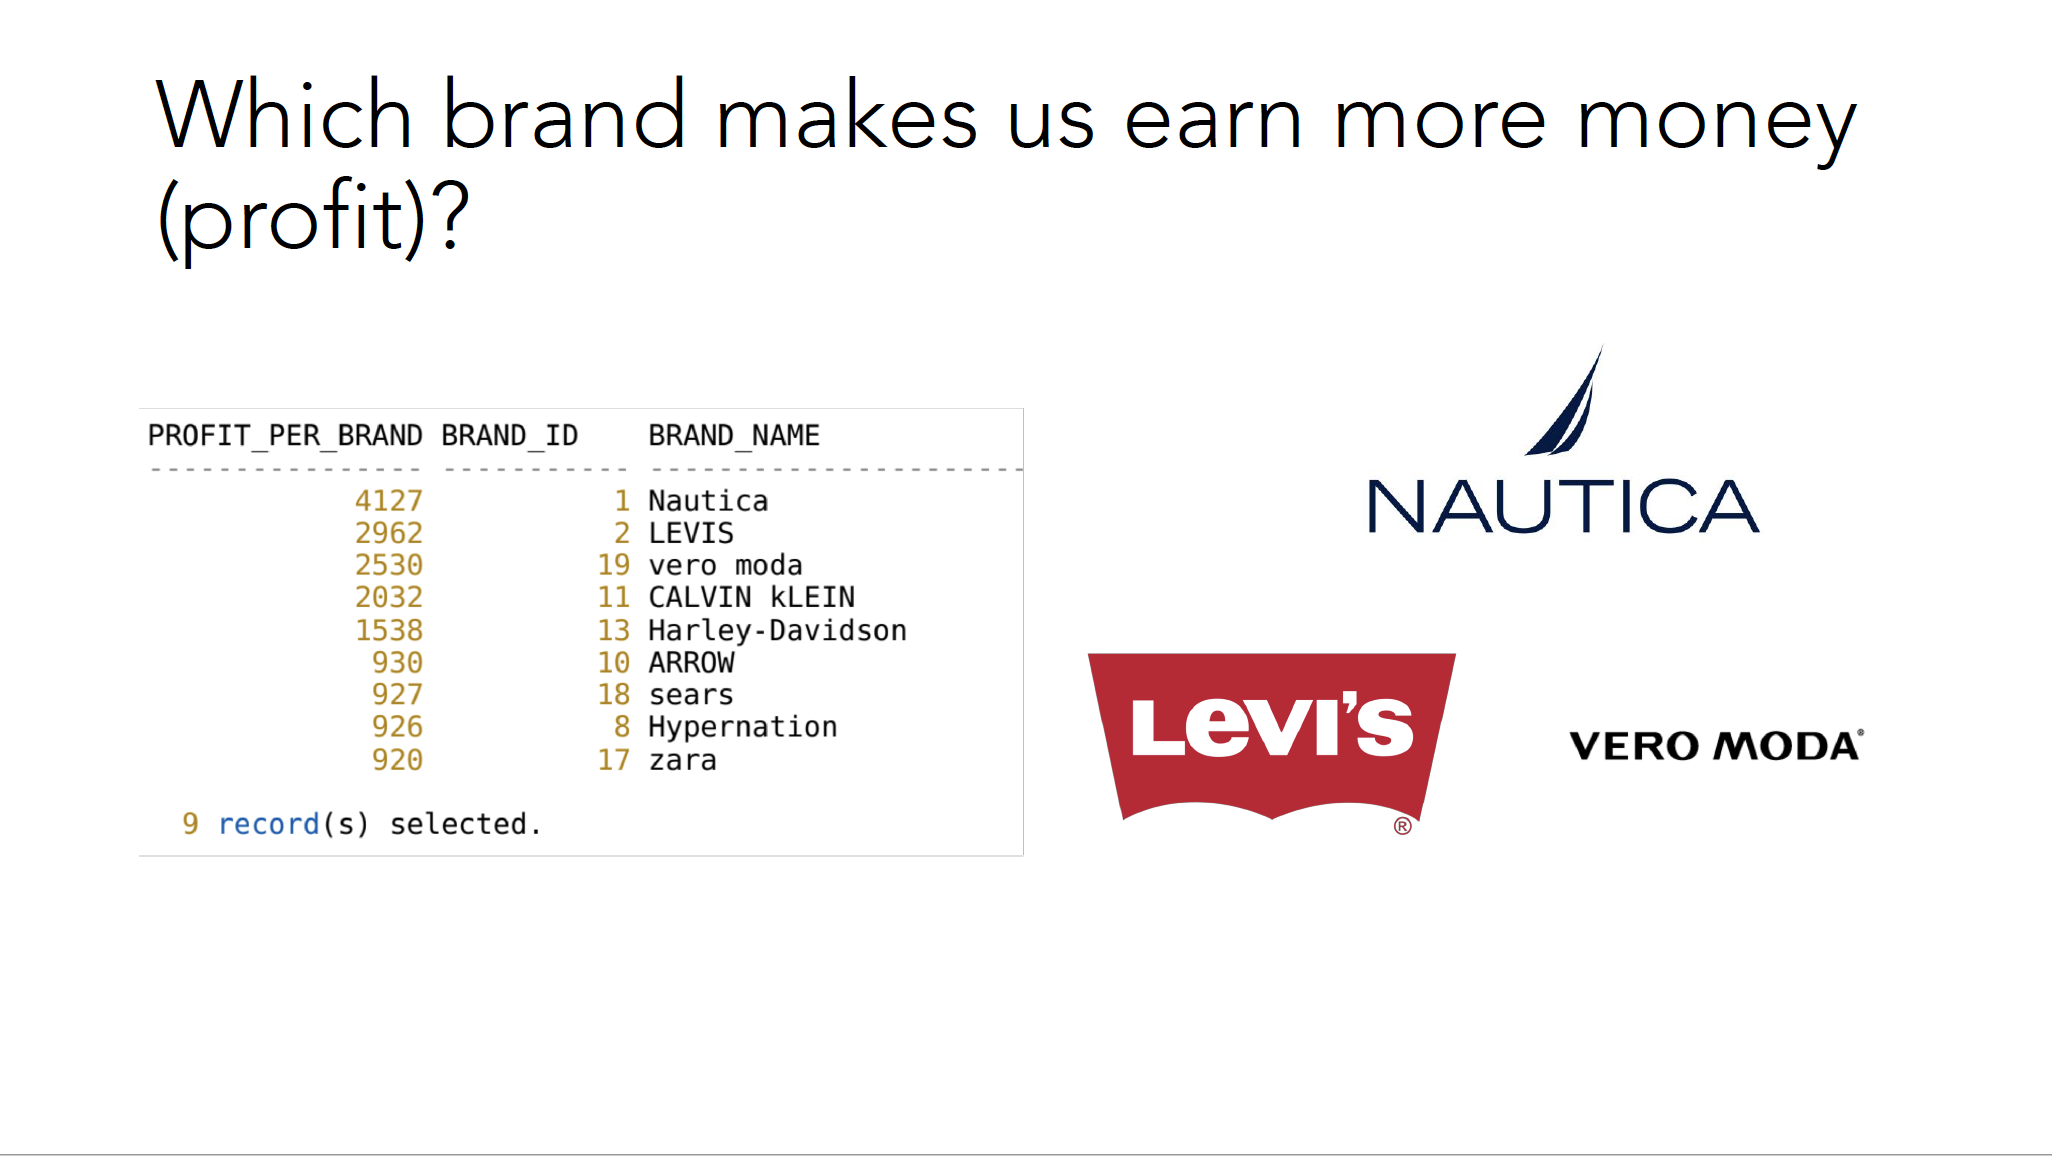 Which brand makes us earn more money
(profit)?
PROFIT_PER_BRAND BRAND_ID BRAND_NAME
---------------- ----------- ----------------------
4127 1 Nautica
2962 2 LEVIS
2530 19 vero moda
2032 11 CALVIN kLEIN
1538 13 Harley-Davidson
930 10 ARROW
927 18 sears
926 8 Hypernation
920 17 zara
9 record(s) selected.
NAUTICA
Levi's
®
VERO MODA®